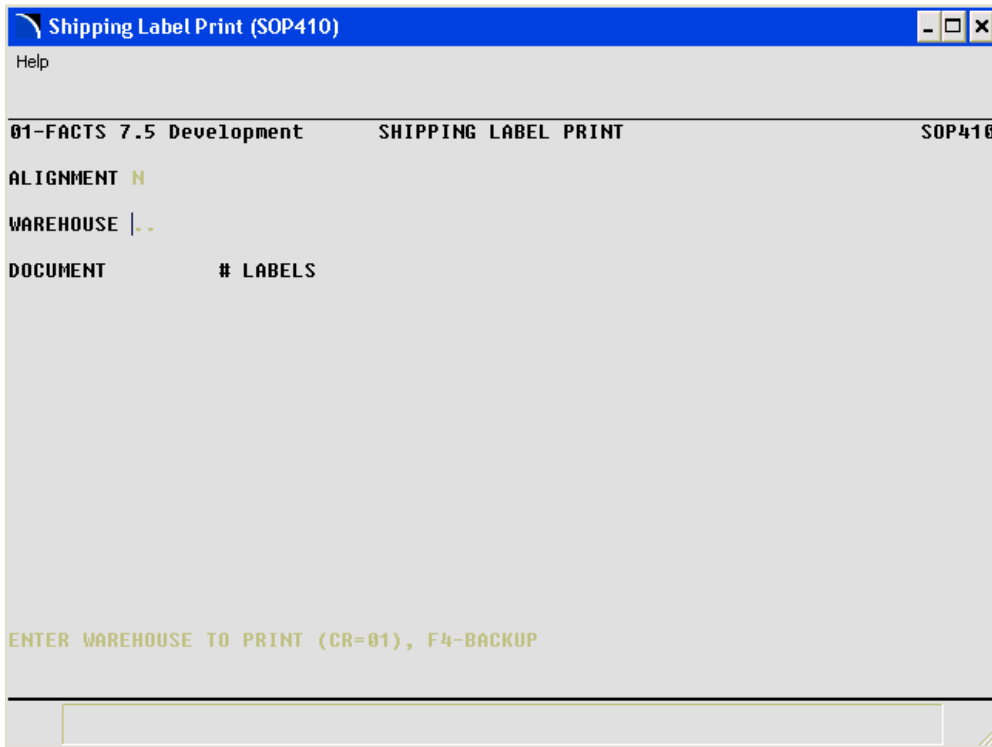 Shipping Label Print (SOP410)
Help
01-FACTS 7.5 Development SHIPPING LABEL PRINT SOP410
ALIGNMENT N
WAREHOUSE ..
DOCUMENT # LABELS
ENTER WAREHOUSE TO PRINT (CR=01), F4-BACKUP